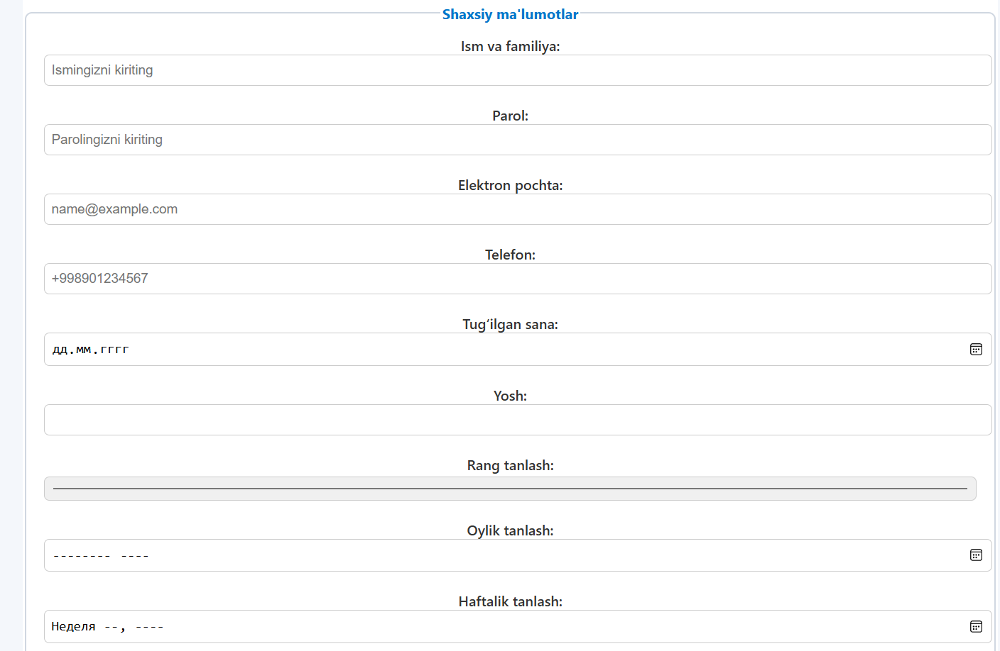 Shaxsiy ma'lumotlar
Ism va familiya:
Ismingizni kiriting
Parol:
Parolingizni kiriting
Elektron pochta:
name@example.com
Telefon:
+998901234567
Tug‘ilgan sana:
дд.мм.гггг
Yosh:
Rang tanlash:
Oylik tanlash:
-------- ----
Haftalik tanlash:
Неделя --, ----